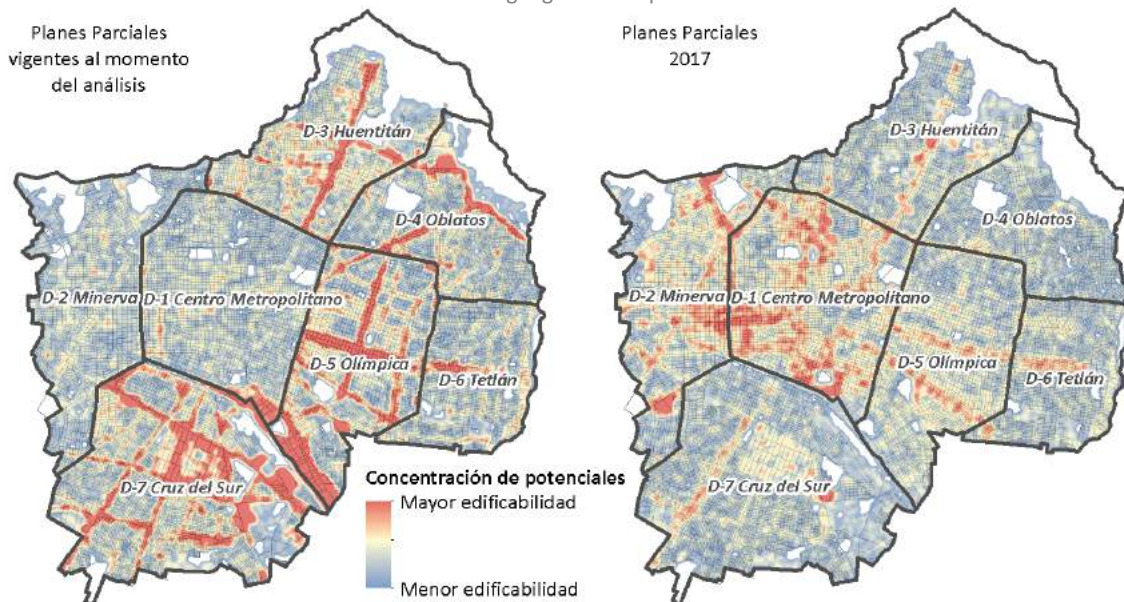 Planes Parciales
vigentes al momento
del análisis
D-3 Huentitán
D-4 Oblatos
D-2 Minerva
D-1 Centro Metropolitano
D-5 Olímpica
D-6 Tetlán
D-7 Cruz del Sur
Concentración de potenciales
Mayor edificabilidad
Menor edificabilidad
Planes Parciales
2017
D-3 Huentitán
D-4 Oblatos
D-2 Minerva
D-1 Centro Metropolitano
D-5 Olímpica
D-6 Tetlán
D-7 Cruz del Sur